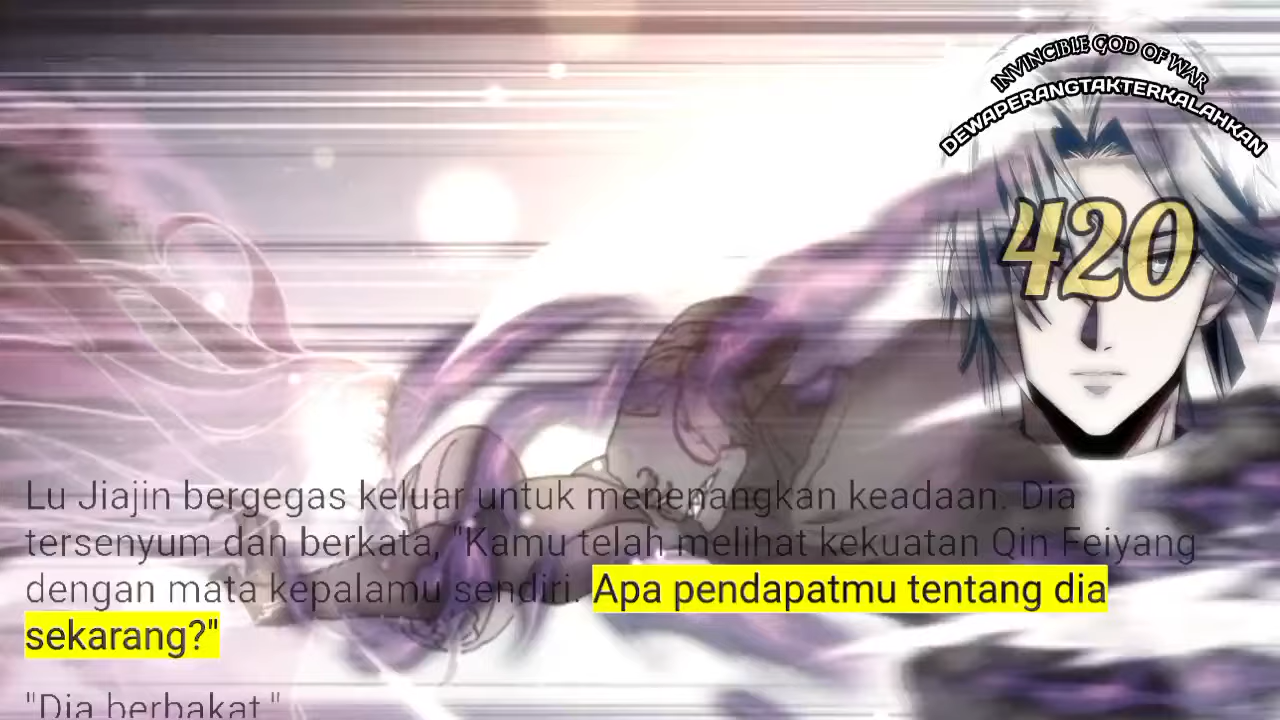 INVINCIBLE GOD OF WAR
DEWAPERANGTAKTERKALAHKAN
420
Lu Jiajin bergegas keluar untuk menenangkan keadaan. Dia
tersenyum dan berkata, "Kamu telah melihat kekuatan Qin Feiyang
dengan mata kepalamu sendiri. Apa pendapatmu tentang dia
sekarang?"
"Dia berbakat."